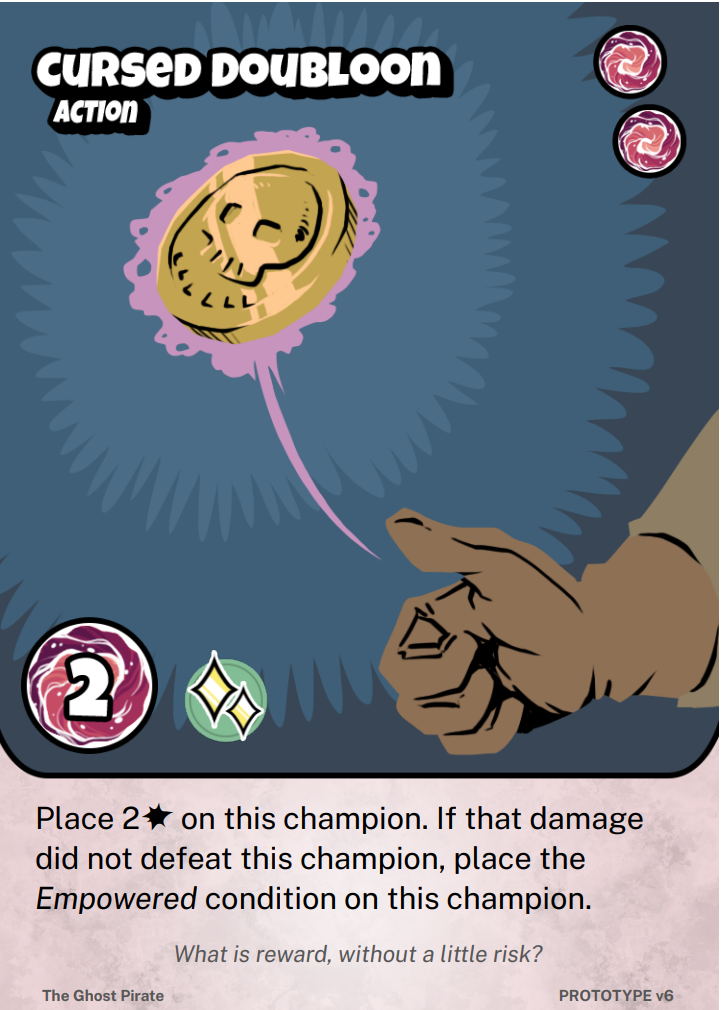 CURSED DOUBLOON
ACTION
2
Place 2 on this champion. If that damage
did not defeat this champion, place the
Empowered condition on this champion.
What is reward, without a little risk?
The Ghost Pirate PROTOTYPE v6